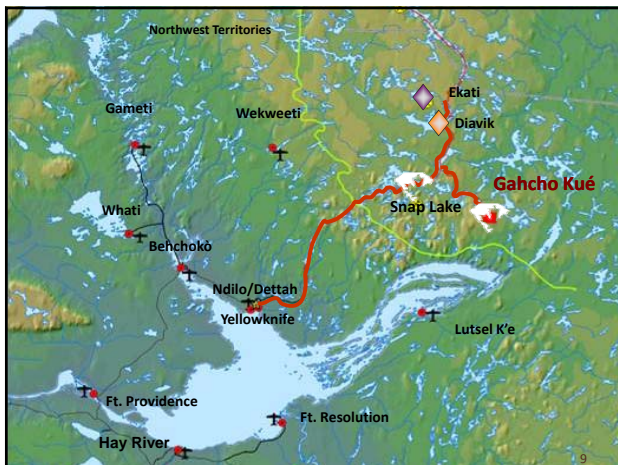 Northwest Territories
Ekati
Gameti
Wekweeti
Diavik
Gahcho Kué
Snap Lake
Whati
Behchokò
Ndilo/Dettah
Yellowknife
Lutsel K'e
Ft. Providence
Ft. Resolution
Hay River
9